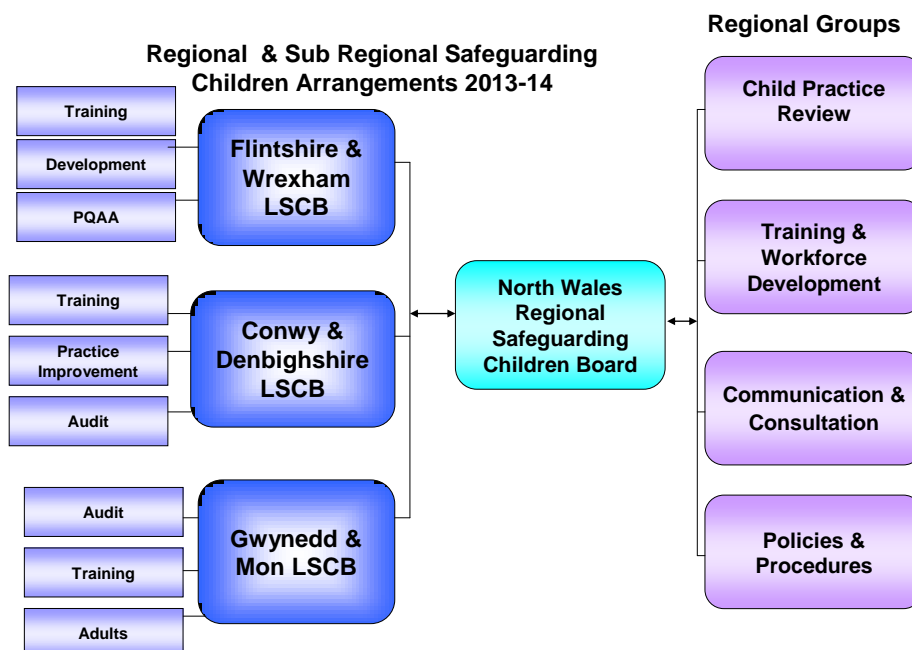 Regional & Sub Regional Safeguarding
Children Arrangements 2013-14
Training
Development
PQAA
Flintshire &
Wrexham
LSCB
Training
Practice
Improvement
Audit
Conwy &
Denbighshire
LSCB
Audit
Training
Adults
Gwynedd &
Mon LSCB
North Wales
Regional
Safeguarding
Children Board
Regional Groups
Child Practice
Review
Training &
Workforce
Development
Communication &
Consultation
Policies &
Procedures